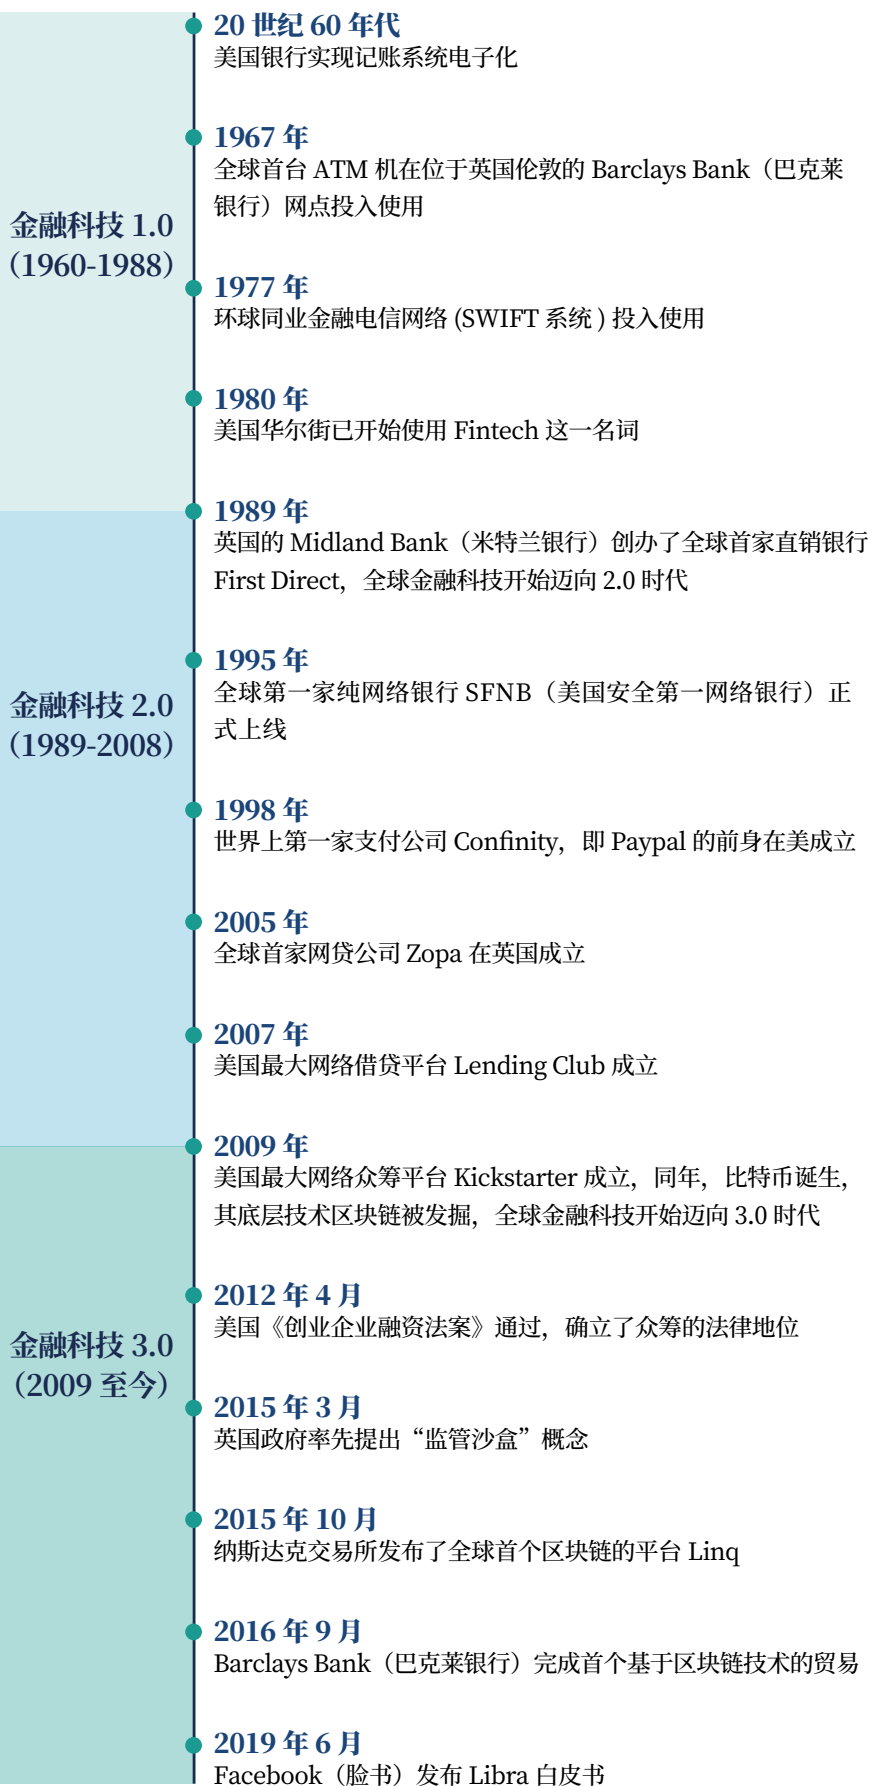 20 世纪 60 年代
美国银行实现记账系统电子化
1967 年
全球首台 ATM 机在位于英国伦敦的 Barclays Bank（巴克莱
银行）网点投入使用
金融科技 1.0
（1960-1988）
1977 年
环球同业金融电信网络 (SWIFT 系统 ) 投入使用
1980 年
美国华尔街已开始使用 Fintech 这一名词
1989 年
英国的 Midland Bank（米特兰银行）创办了全球首家直销银行
First Direct，全球金融科技开始迈向 2.0 时代
1995 年
全球第一家纯网络银行 SFNB（美国安全第一网络银行）正
式上线
金融科技 2.0
（1989-2008）
1998 年
世界上第一家支付公司 Confinity，即 Paypal 的前身在美成立
2005 年
全球首家网贷公司 Zopa 在英国成立
2007 年
美国最大网络借贷平台 Lending Club 成立
2009 年
美国最大网络众筹平台 Kickstarter 成立，同年，比特币诞生，
其底层技术区块链被发掘，全球金融科技开始迈向 3.0 时代
2012 年 4 月
美国《创业企业融资法案》通过，确立了众筹的法律地位
金融科技 3.0
（2009 至今）
2015 年 3 月
英国政府率先提出“监管沙盒”概念
2015 年 10 月
纳斯达克交易所发布了全球首个区块链的平台 Linq
2016 年 9 月
Barclays Bank（巴克莱银行）完成首个基于区块链技术的贸易
2019 年 6 月
Facebook（脸书）发布 Libra 白皮书